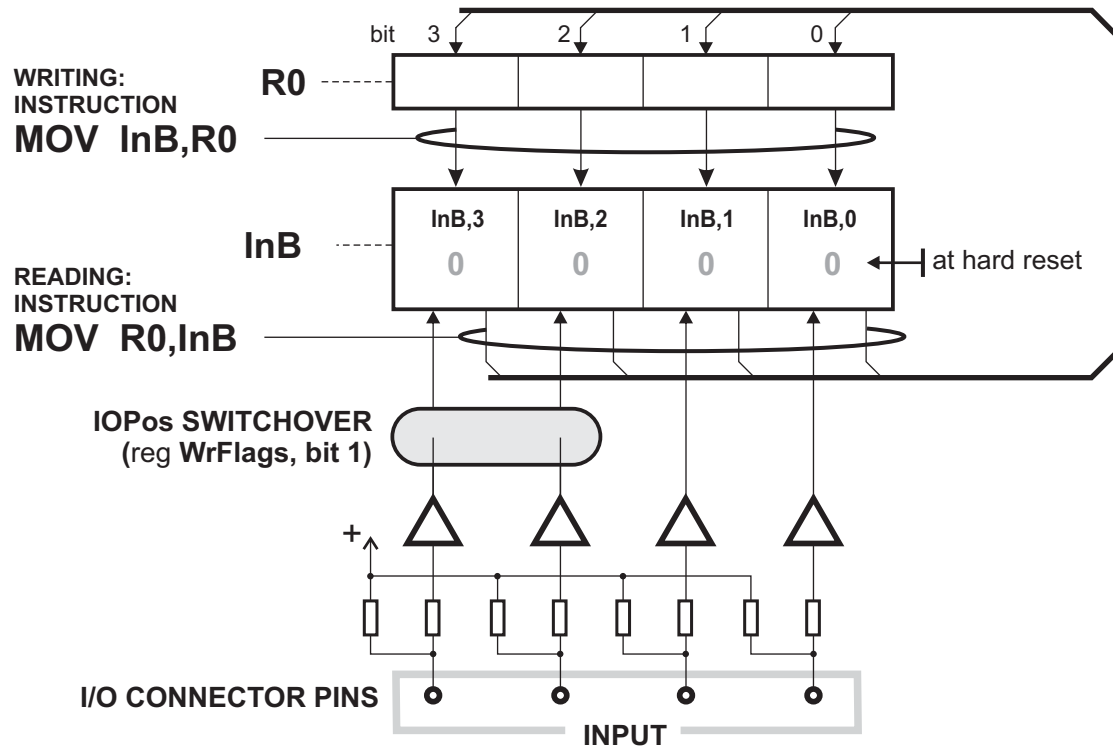 bit 3 2 1 0
WRITING:
INSTRUCTION
MOV InB,R0
R0
InB,3 InB,2 InB,1 InB,0
InB
0 0 0 0
at hard reset
READING:
INSTRUCTION
MOV R0,InB
IOPos SWITCHOVER
(reg WrFlags, bit 1)
+
I/O CONNECTOR PINS
INPUT